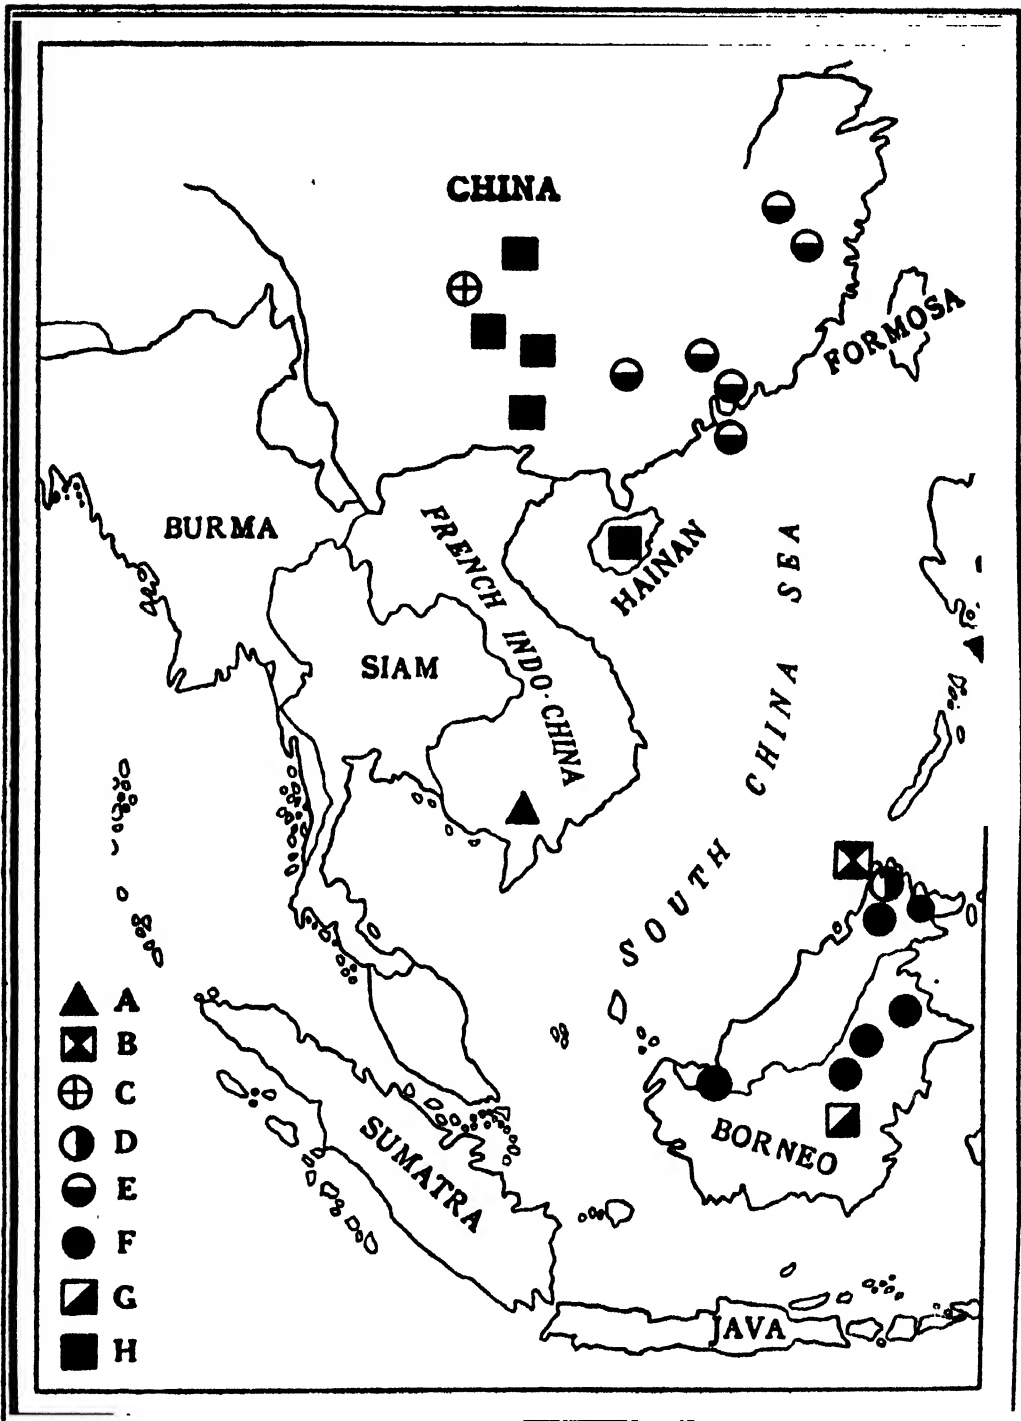 CHINA
FORMOSA
BURMA
FRENCH INDO-CHINA
HAINAN
SIAM
SOUTH CHINA SEA
A
B
C
D
E
F
G
H
SUMATRA
BORNEO
JAVA